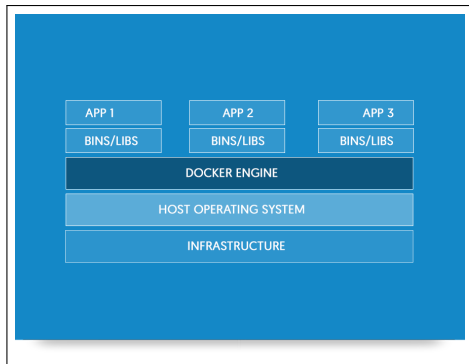 APP 1 APP 2 APP 3
BINS/LIBS BINS/LIBS BINS/LIBS
DOCKER ENGINE
HOST OPERATING SYSTEM
INFRASTRUCTURE